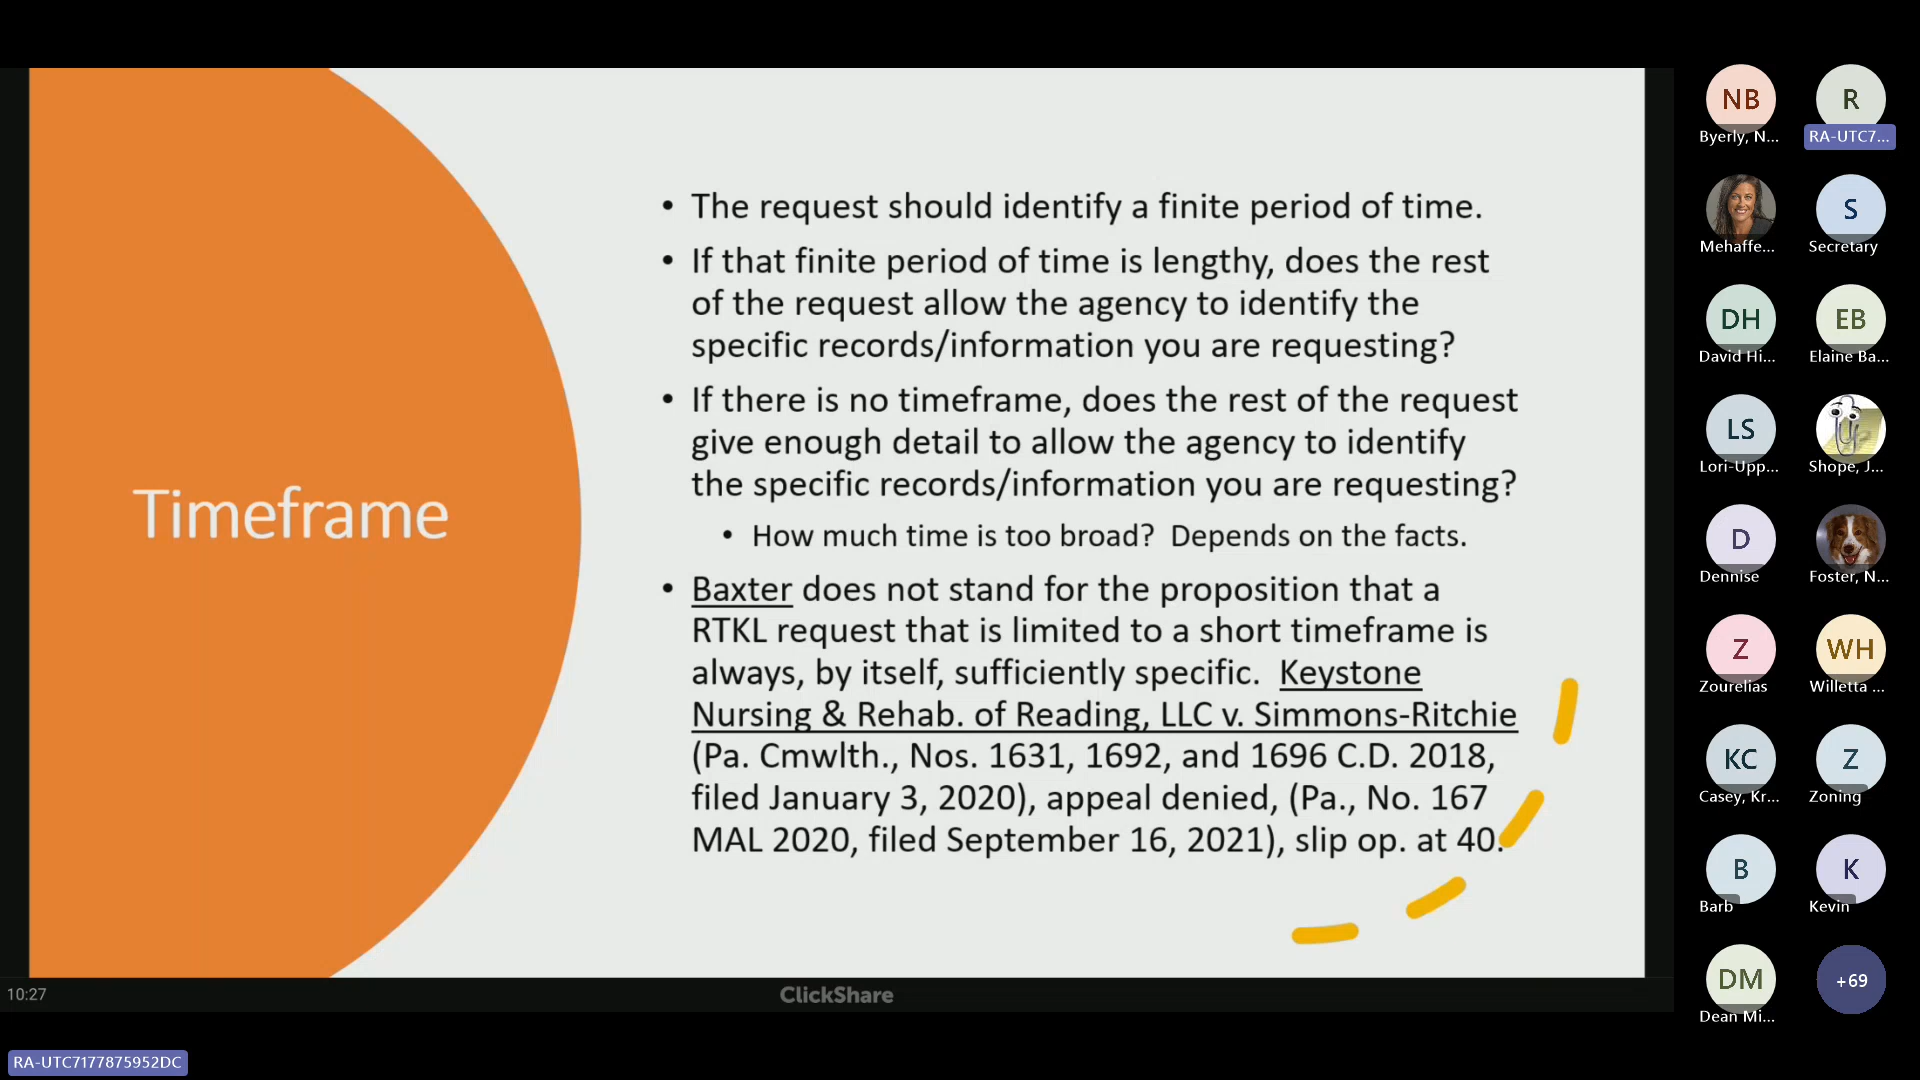 Timeframe
• The request should identify a finite period of time.
• If that finite period of time is lengthy, does the rest
of the request allow the agency to identify the
specific records/information you are requesting?
• If there is no timeframe, does the rest of the request
give enough detail to allow the agency to identify
the specific records/information you are requesting?
• How much time is too broad?  Depends on the facts.
• Baxter does not stand for the proposition that a
RTKL request that is limited to a short timeframe is
always, by itself, sufficiently specific.  Keystone
Nursing & Rehab. of Reading, LLC v. Simmons-Ritchie
(Pa. Cmwlth., Nos. 1631, 1692, and 1696 C.D. 2018,
filed January 3, 2020), appeal denied, (Pa., No. 167
MAL 2020, filed September 16, 2021), slip op. at 40.
10:27
ClickShare
RA-UTC7177875952DC
NB
Byerly, N...
R
RA-UTC7...
Mehaffe...
S
Secretary
DH
David Hi...
EB
Elaine Ba...
LS
Lori-Upp...
Shope, J...
D
Dennise
Foster, N...
Z
Zourelias
WH
Willetta ...
KC
Casey, Kr...
Z
Zoning
B
Barb
K
Kevin
DM
Dean Mi...
+69